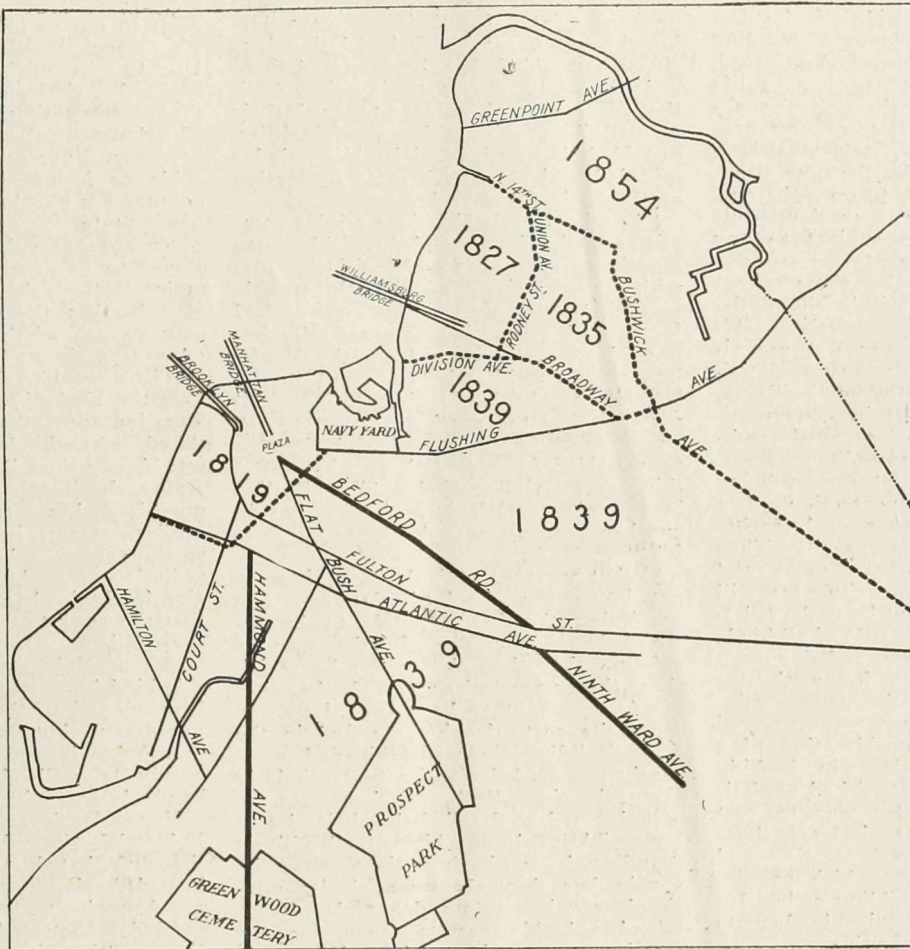 GREENPOINT AVE.
1854
N. 14TH ST.
UNION AV.
1827
WILLIAMSBURG
BRIDGE
RODNEY ST.
1835
BUSHWICK
AVE.
MANHATTAN
BRIDGE
BROOKLYN
BRIDGE
DIVISION AVE.
BROADWAY
AVE.
1839
NAVY YARD
FLUSHING
PLAZA
1819
BEDFORD
RD.
FLAT
BUSH
AVE.
1839
FULTON
ST.
ATLANTIC
AVE.
HAMILTON
AVE
COURT ST.
HAMMOND
AVE.
1839
NINTH WARD AVE.
PROSPECT
PARK
GREEN WOOD
CEMETERY